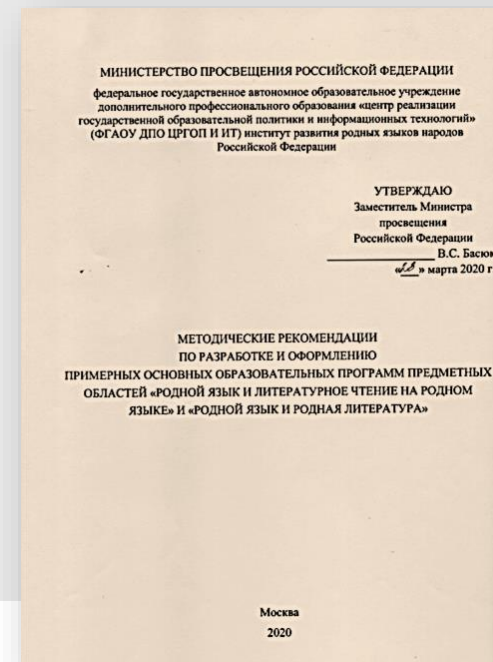 МИНИСТЕРСТВО ПРОСВЕЩЕНИЯ РОССИЙСКОЙ ФЕДЕРАЦИИ
федеральное государственное автономное образовательное учреждение
дополнительного профессионального образования «центр реализации
государственной образовательной политики и информационных технологий»
(ФГАОУ ДПО ЦРГОП И ИТ) институт развития родных языков народов
Российской Федерации
УТВЕРЖДАЮ
Заместитель Министра
просвещения
Российской Федерации
В.С. Басюк
« » марта 2020 г
МЕТОДИЧЕСКИЕ РЕКОМЕНДАЦИИ
ПО РАЗРАБОТКЕ И ОФОРМЛЕНИЮ
ПРИМЕРНЫХ ОСНОВНЫХ ОБРАЗОВАТЕЛЬНЫХ ПРОГРАММ ПРЕДМЕТНЫХ
ОБЛАСТЕЙ «РОДНОЙ ЯЗЫК И ЛИТЕРАТУРНОЕ ЧТЕНИЕ НА РОДНОМ
ЯЗЫКЕ» И «РОДНОЙ ЯЗЫК И РОДНАЯ ЛИТЕРАТУРА»
Москва
2020